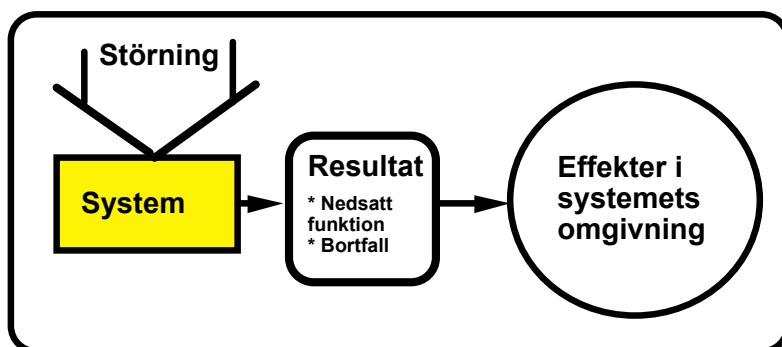 Störning
System
Resultat
* Nedsatt
funktion
* Bortfall
Effekter i
systemets
omgivning